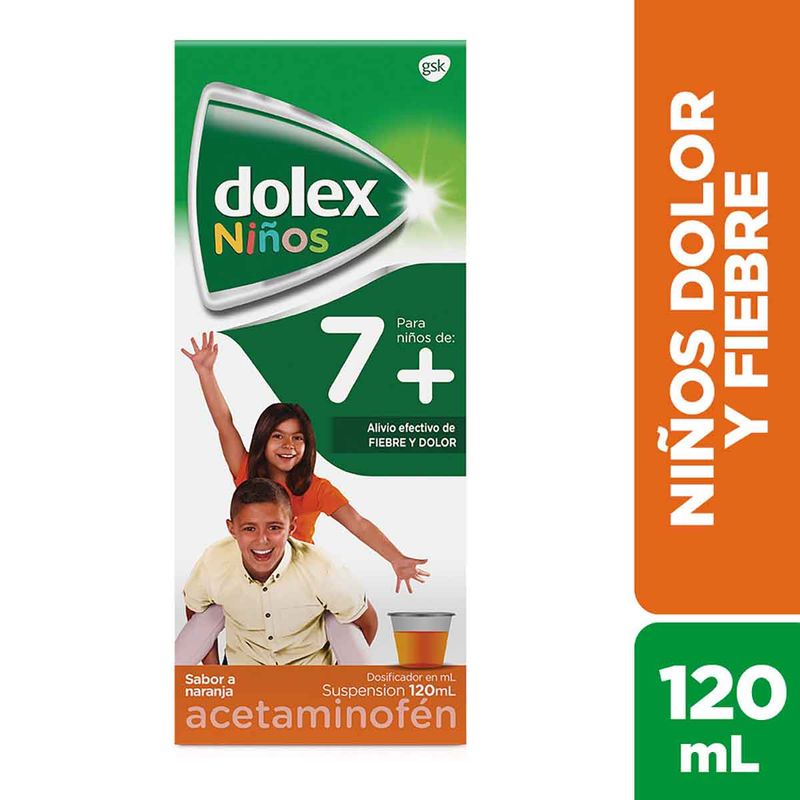 gsk
dolex
Niños
7+
Para
niños de:
Alivio efectivo de
FIEBRE Y DOLOR
Sabor a
naranja
Dosificador en mL
Suspension 120mL
acetaminofén
NIÑOS DOLOR
Y FIEBRE
120
mL